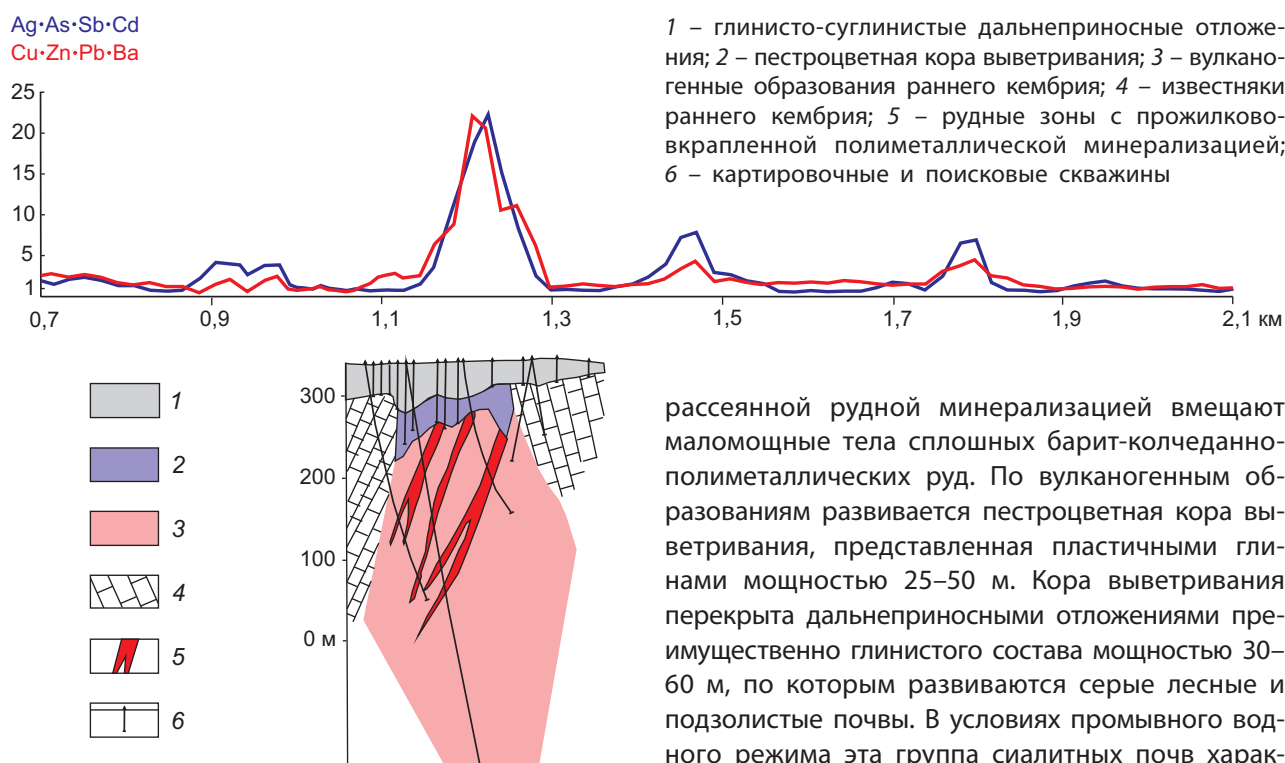 Ag·As·Sb·Cd
Cu·Zn·Pb·Ba
25
20
15
10
5
1
0,7 0,9 1,1 1,3 1,5 1,7 1,9 2,1 км
1 – глинисто-суглинистые дальнеприносные отложе-
ния; 2 – пестроцветная кора выветривания; 3 – вулкано-
генные образования раннего кембрия; 4 – известняки
раннего кембрия; 5 – рудные зоны с прожилково-
вкрапленной полиметаллической минерализацией;
6 – картировочные и поисковые скважины
1
2
3
4
5
6
300
200
100
0 м
рассеянной рудной минерализацией вмещают
маломощные тела сплошных барит-колчеданно-
полиметаллических руд. По вулканогенным об-
разованиям развивается пестроцветная кора вы-
ветривания, представленная пластичными гли-
нами мощностью 25–50 м. Кора выветривания
перекрыта дальнеприносными отложениями пре-
имущественно глинистого состава мощностью 30–
60 м, по которым развиваются серые лесные и
подзолистые почвы. В условиях промывного вод-
ного режима эта группа сиалитных почв харак-